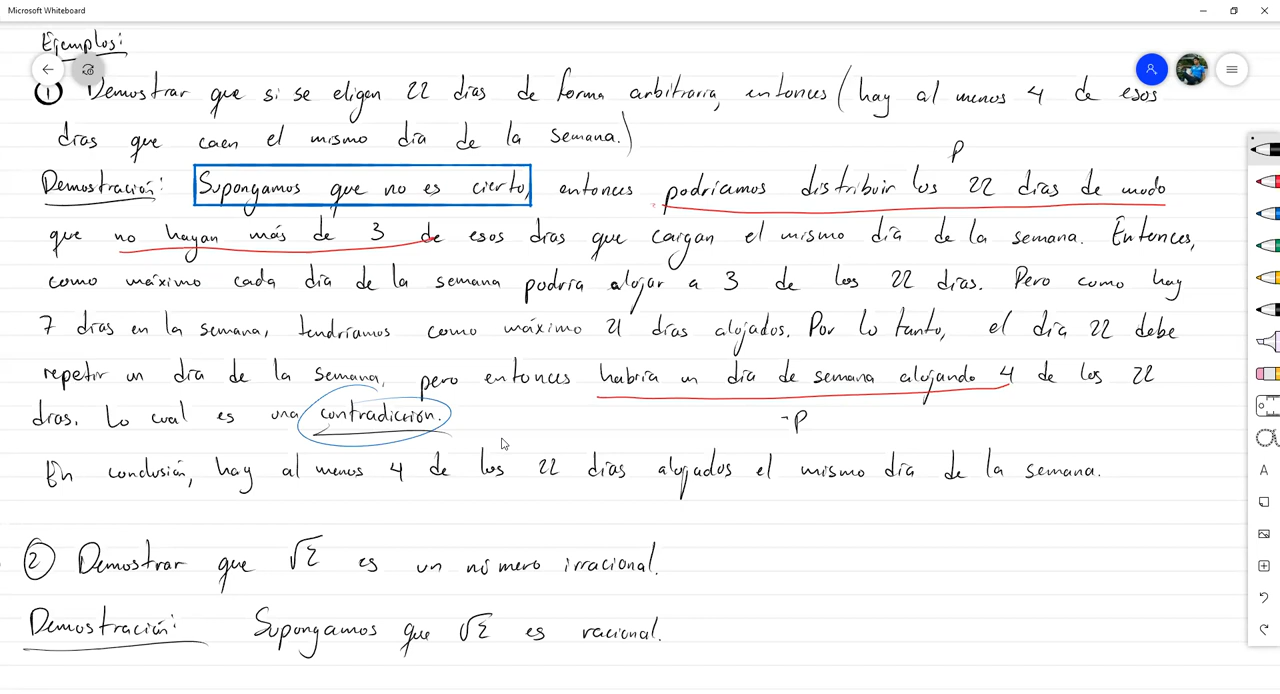 Microsoft Whiteboard
Ejemplos:
① Demostrar que si se eligen 22 días de forma arbitraria, entonces (hay al menos 4 de esos
días que caen el mismo día de la semana.)
P
Demostración: Supongamos que no es cierto, entonces podríamos distribuir los 22 días de modo
que no hayan más de 3 de esos días que caigan el mismo día de la semana. Entonces,
como máximo cada día de la semana podría alojar a 3 de los 22 días. Pero como hay
7 días en la semana, tendríamos como máximo 21 días alojados. Por lo tanto, el día 22 debe
repetir un día de la semana, pero entonces habría un día de semana alojando 4 de los 22
días. Lo cual es una contradicción.
¬P
En conclusión, hay al menos 4 de los 22 días alojados el mismo día de la semana.
② Demostrar que √2 es un número irracional.
Demostración: Supongamos que √2 es racional.